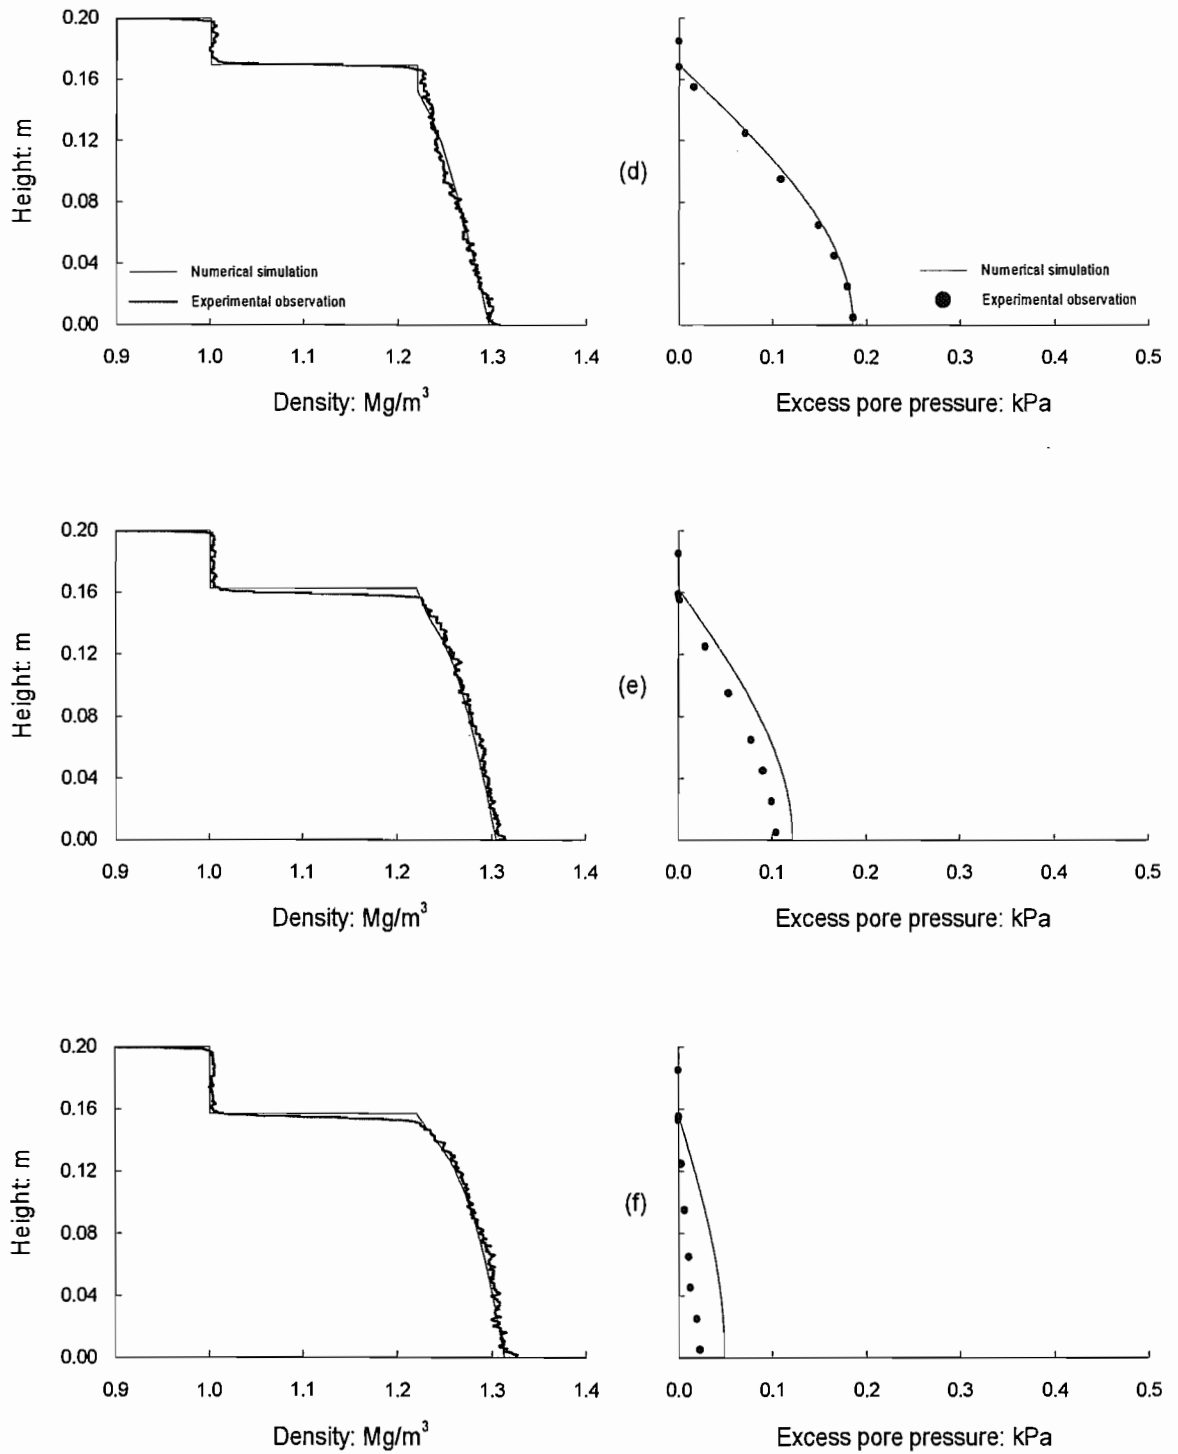 0.20
0.16
0.12
0.08
0.04
0.00
Height: m
Numerical simulation
Experimental observation
0.9 1.0 1.1 1.2 1.3 1.4
Density: Mg/m³
(d)
Numerical simulation
Experimental observation
0.0 0.1 0.2 0.3 0.4 0.5
Excess pore pressure: kPa
0.20
0.16
0.12
0.08
0.04
0.00
Height: m
0.9 1.0 1.1 1.2 1.3 1.4
Density: Mg/m³
(e)
0.0 0.1 0.2 0.3 0.4 0.5
Excess pore pressure: kPa
0.20
0.16
0.12
0.08
0.04
0.00
Height: m
0.9 1.0 1.1 1.2 1.3 1.4
Density: Mg/m³
(f)
0.0 0.1 0.2 0.3 0.4 0.5
Excess pore pressure: kPa